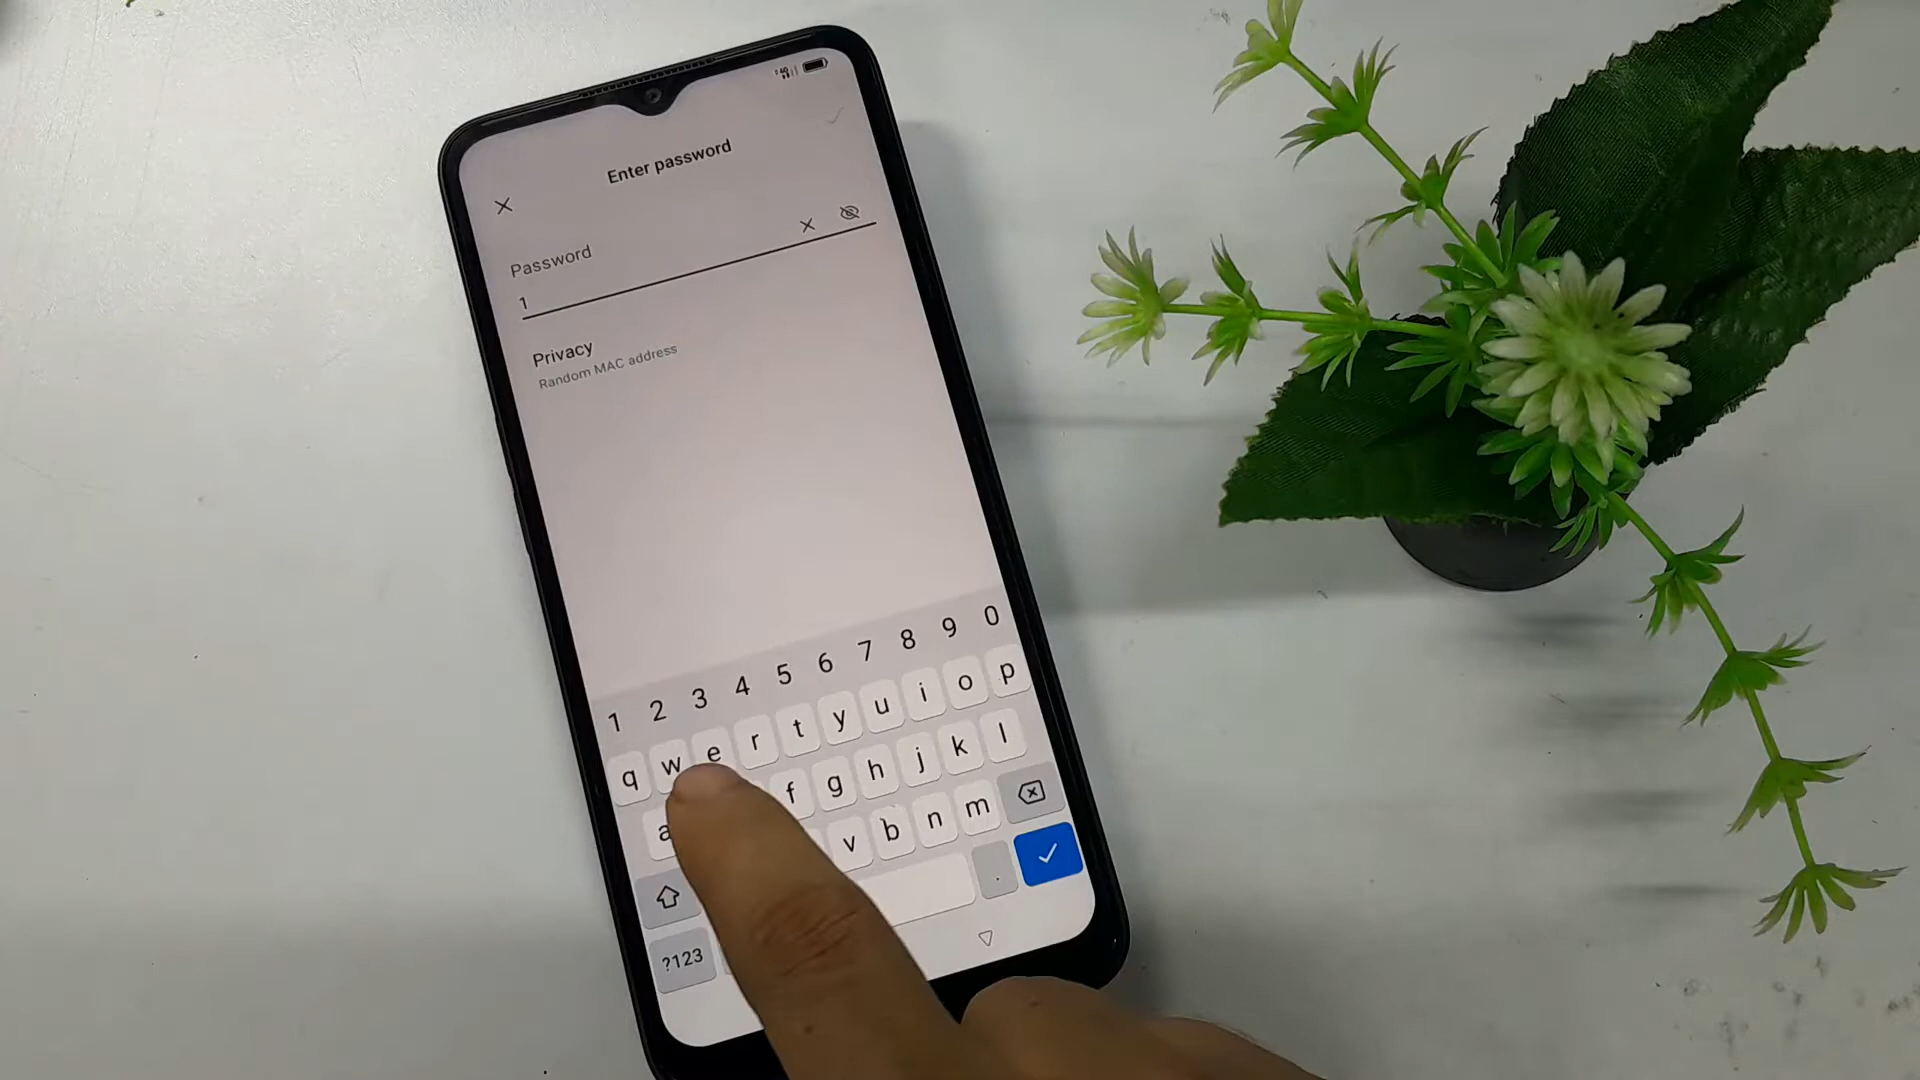 Enter password
Password
1
Privacy
Random MAC address
1 2 3 4 5 6 7 8 9 0
q w e r t y u i o p
a f g h j k l
v b n m
?123 .